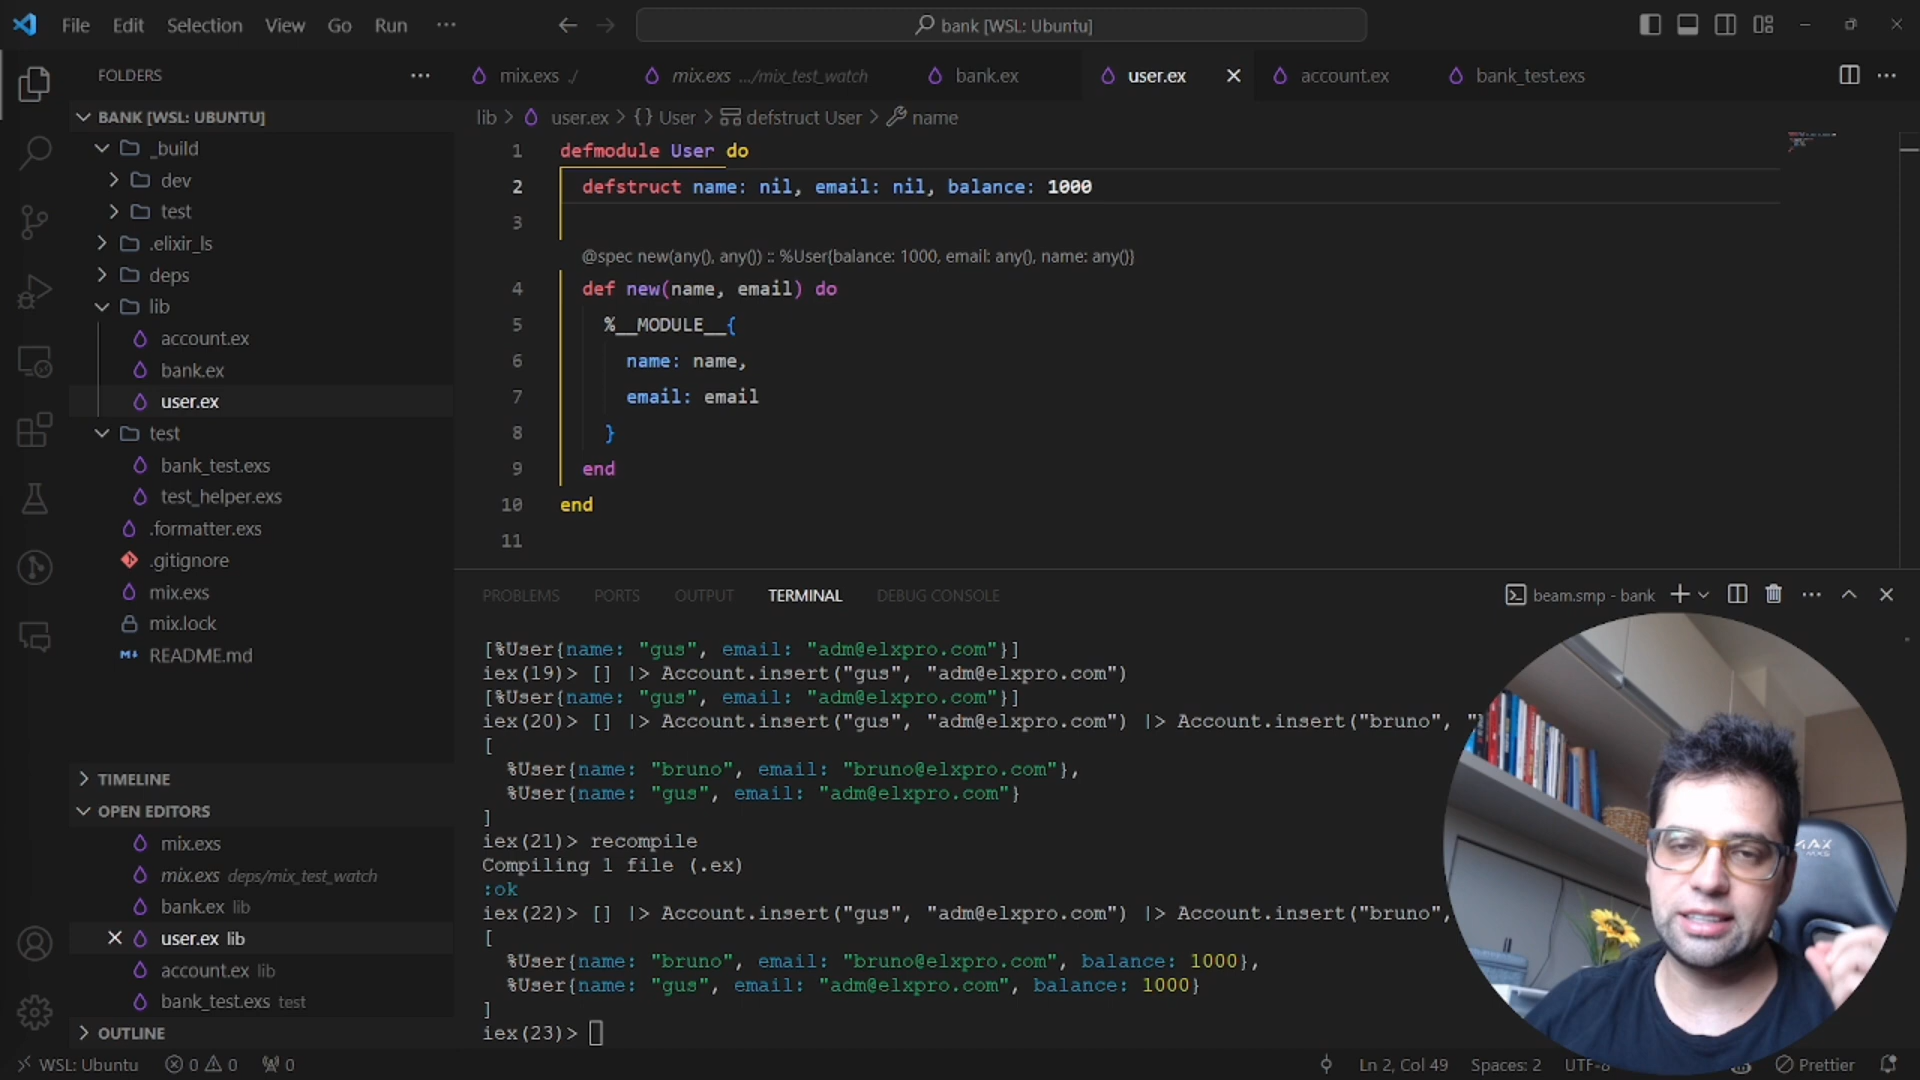 File Edit Selection View Go Run ···
bank [WSL: Ubuntu]
FOLDERS ···
mix.exs ./
mix.exs .../mix_test_watch
bank.ex
user.ex
account.ex
bank_test.exs
BANK [WSL: UBUNTU]
_build
dev
test
.elixir_ls
deps
lib
account.ex
bank.ex
user.ex
test
bank_test.exs
test_helper.exs
.formatter.exs
.gitignore
mix.exs
mix.lock
README.md
TIMELINE
OPEN EDITORS
mix.exs
mix.exs deps/mix_test_watch
bank.ex lib
user.ex lib
account.ex lib
bank_test.exs test
OUTLINE
lib > user.ex > {} User > defstruct User > name
1 defmodule User do
2 defstruct name: nil, email: nil, balance: 1000
3
@spec new(any(), any()) :: %User{balance: 1000, email: any(), name: any()}
4 def new(name, email) do
5 %__MODULE__{
6 name: name,
7 email: email
8 }
9 end
10 end
11
PROBLEMS PORTS OUTPUT TERMINAL DEBUG CONSOLE
beam.smp - bank
[%User{name: "gus", email: "adm@elxpro.com"}]
iex(19)> [] |> Account.insert("gus", "adm@elxpro.com")
[%User{name: "gus", email: "adm@elxpro.com"}]
iex(20)> [] |> Account.insert("gus", "adm@elxpro.com") |> Account.insert("bruno", "
[
%User{name: "bruno", email: "bruno@elxpro.com"},
%User{name: "gus", email: "adm@elxpro.com"}
]
iex(21)> recompile
Compiling 1 file (.ex)
:ok
iex(22)> [] |> Account.insert("gus", "adm@elxpro.com") |> Account.insert("bruno",
[
%User{name: "bruno", email: "bruno@elxpro.com", balance: 1000},
%User{name: "gus", email: "adm@elxpro.com", balance: 1000}
]
iex(23)>
WSL: Ubuntu 0 0 0
Ln 2, Col 49 Spaces: 2 UTF-8 Prettier